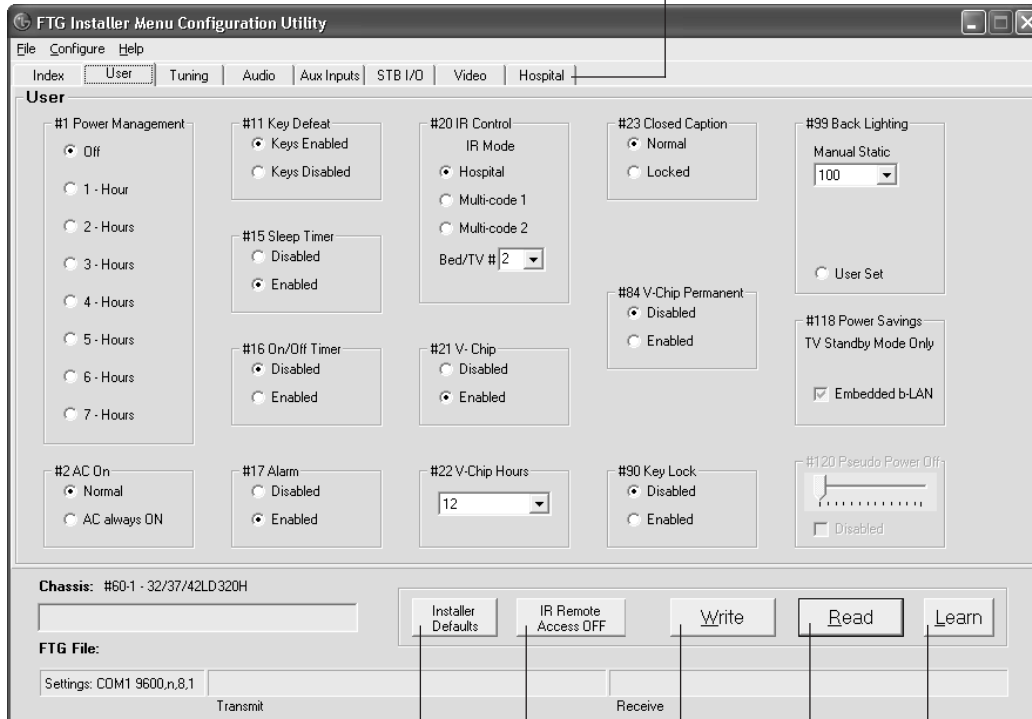 FTG Installer Menu Configuration Utility
File Configure Help
Index User Tuning Audio Aux Inputs STB I/O Video Hospital
User
#1 Power Management
Off
1 - Hour
2 - Hours
3 - Hours
4 - Hours
5 - Hours
6 - Hours
7 - Hours
#2 AC On
Normal
AC always ON
#11 Key Defeat
Keys Enabled
Keys Disabled
#15 Sleep Timer
Disabled
Enabled
#16 On/Off Timer
Disabled
Enabled
#17 Alarm
Disabled
Enabled
#20 IR Control
IR Mode
Hospital
Multi-code 1
Multi-code 2
Bed/TV # 2
#21 V- Chip
Disabled
Enabled
#22 V-Chip Hours
12
#23 Closed Caption
Normal
Locked
#84 V-Chip Permanent
Disabled
Enabled
#90 Key Lock
Disabled
Enabled
#99 Back Lighting
Manual Static
100
User Set
#118 Power Savings
TV Standby Mode Only
Embedded b-LAN
#120 Pseudo Power Off
Disabled
Chassis: #60-1 - 32/37/42LD320H
FTG File:
Installer
Defaults
IR Remote
Access OFF
Write
Read
Learn
Settings: COM1 9600,n,8,1
Transmit
Receive